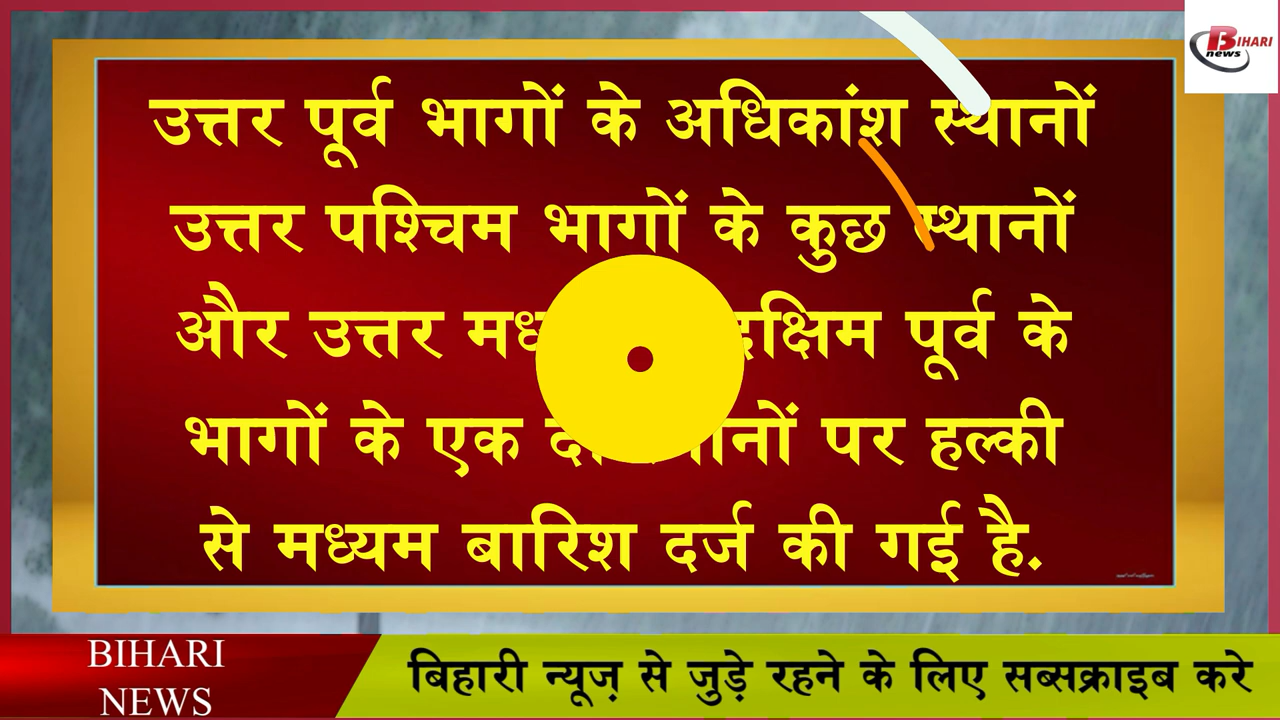 BIHARI
news
उत्तर पूर्व भागों के अधिकांश स्थानों
उत्तर पश्चिम भागों के कुछ स्थानों
और उत्तर दक्षिम पूर्व के
भागों के एक पर हल्की
से मध्यम बारिश दर्ज की गई है.
BIHARI
NEWS
बिहारी न्यूज़ से जुड़े रहने के लिए सब्सक्राइब करे